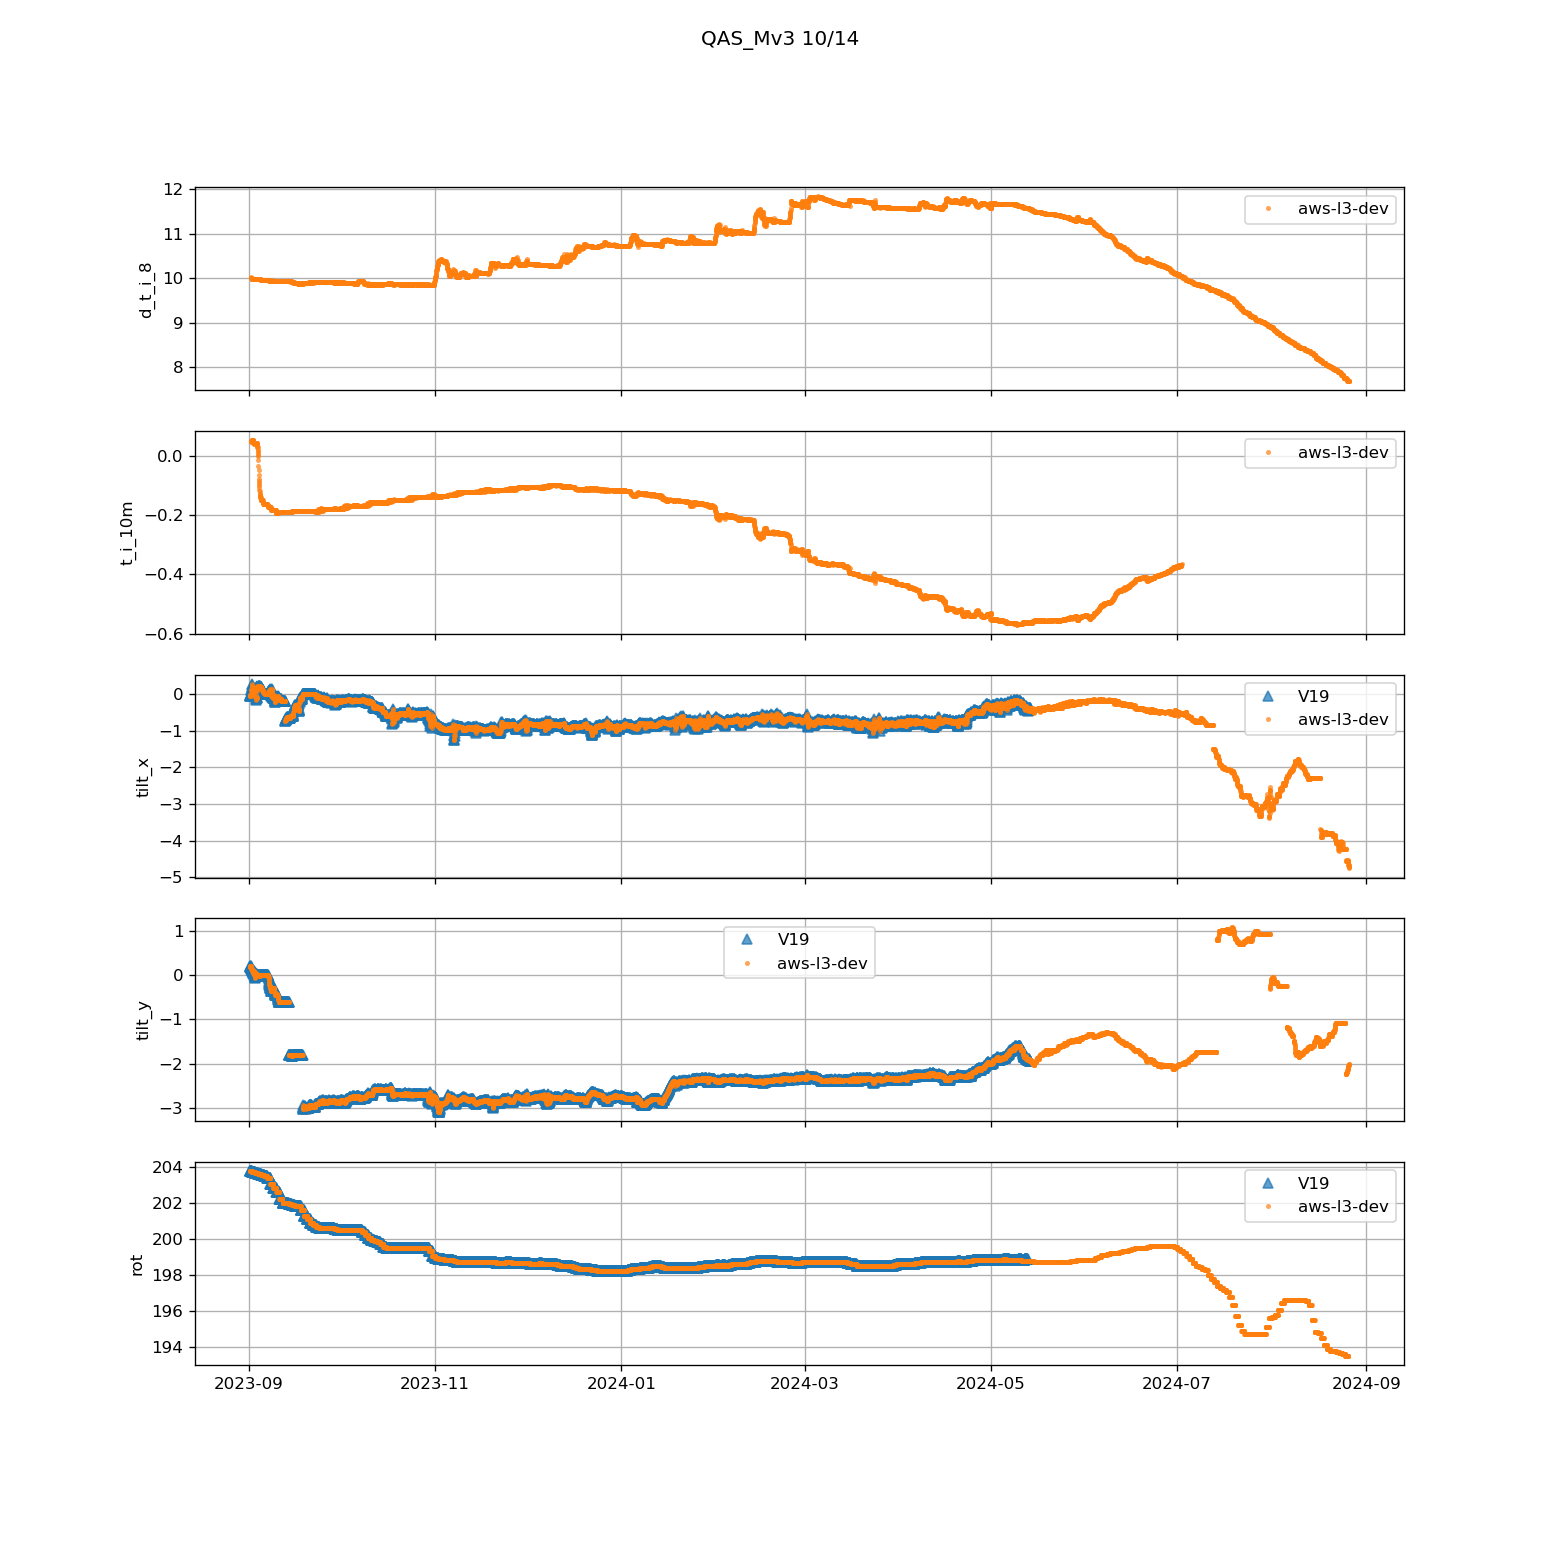 QAS_Mv3 10/14
12
11
10
9
8
d_t_i_8
aws-l3-dev
0.0
−0.2
−0.4
−0.6
t_i_10m
aws-l3-dev
0
−1
−2
−3
−4
−5
tilt_x
V19
aws-l3-dev
1
0
−1
−2
−3
tilt_y
V19
aws-l3-dev
204
202
200
198
196
194
rot
V19
aws-l3-dev
2023-09 2023-11 2024-01 2024-03 2024-05 2024-07 2024-09